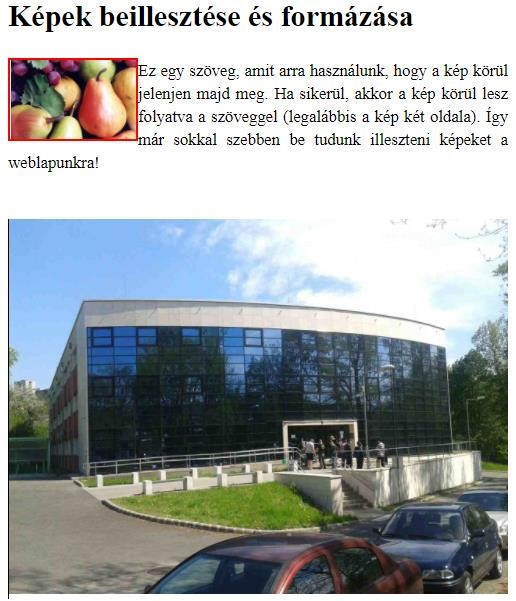 Képek beillesztése és formázása
Ez egy szöveg, amit arra használunk, hogy a kép körül
jelenjen majd meg. Ha sikerül, akkor a kép körül lesz
folyatva a szöveggel (legalábbis a kép két oldala). Így
már sokkal szebben be tudunk illeszteni képeket a
weblapunkra!